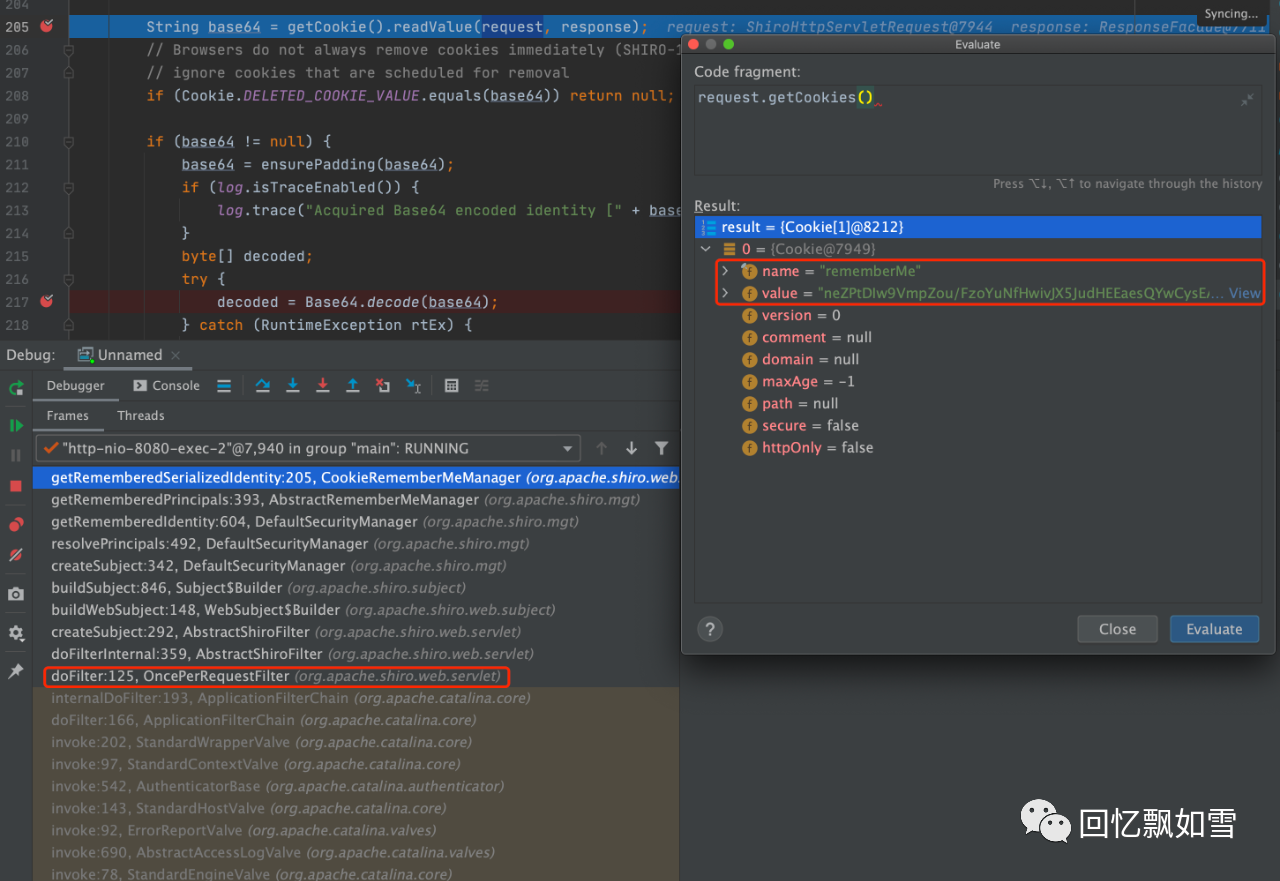 204
Syncing...
205 String base64 = getCookie().readValue(request, response); request: ShiroHttpServletRequest@7944 response: ResponseFacade@7711
206 // Browsers do not always remove cookies immediately (SHIRO-1
207 // ignore cookies that are scheduled for removal
208 if (Cookie.DELETED_COOKIE_VALUE.equals(base64)) return null;
209
210 if (base64 != null) {
211 base64 = ensurePadding(base64);
212 if (log.isTraceEnabled()) {
213 log.trace("Acquired Base64 encoded identity [" + base
214 }
215 byte[] decoded;
216 try {
217 decoded = Base64.decode(base64);
218 } catch (RuntimeException rtEx) {
Evaluate
Code fragment:
request.getCookies()
Press ⌥↓, ⌥↑ to navigate through the history
Result:
result = {Cookie[1]@8212}
0 = {Cookie@7949}
name = "rememberMe"
value = "neZPtDlw9VmpZou/FzoYuNfHwivJX5JudHEEaesQYwCysE/... View
version = 0
comment = null
domain = null
maxAge = -1
path = null
secure = false
httpOnly = false
? Close Evaluate
Debug: Unnamed
Debugger Console
Frames Threads
"http-nio-8080-exec-2"@7,940 in group "main": RUNNING
getRememberedSerializedIdentity:205, CookieRememberMeManager (org.apache.shiro.web.
getRememberedPrincipals:393, AbstractRememberMeManager (org.apache.shiro.mgt)
getRememberedIdentity:604, DefaultSecurityManager (org.apache.shiro.mgt)
resolvePrincipals:492, DefaultSecurityManager (org.apache.shiro.mgt)
createSubject:342, DefaultSecurityManager (org.apache.shiro.mgt)
buildSubject:846, Subject$Builder (org.apache.shiro.subject)
buildWebSubject:148, WebSubject$Builder (org.apache.shiro.web.subject)
createSubject:292, AbstractShiroFilter (org.apache.shiro.web.servlet)
doFilterInternal:359, AbstractShiroFilter (org.apache.shiro.web.servlet)
doFilter:125, OncePerRequestFilter (org.apache.shiro.web.servlet)
internalDoFilter:193, ApplicationFilterChain (org.apache.catalina.core)
doFilter:166, ApplicationFilterChain (org.apache.catalina.core)
invoke:202, StandardWrapperValve (org.apache.catalina.core)
invoke:97, StandardContextValve (org.apache.catalina.core)
invoke:542, AuthenticatorBase (org.apache.catalina.authenticator)
invoke:143, StandardHostValve (org.apache.catalina.core)
invoke:92, ErrorReportValve (org.apache.catalina.valves)
invoke:690, AbstractAccessLogValve (org.apache.catalina.valves)
invoke:78, StandardEngineValve (org.apache.catalina.core)
回忆飘如雪